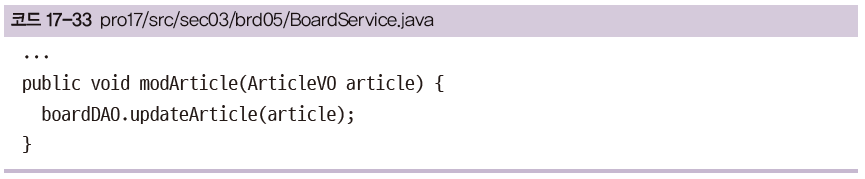 코드 17-33 pro17/src/sec03/brd05/BoardService.java
...
public void modArticle(ArticleVO article) {
  boardDAO.updateArticle(article);
}